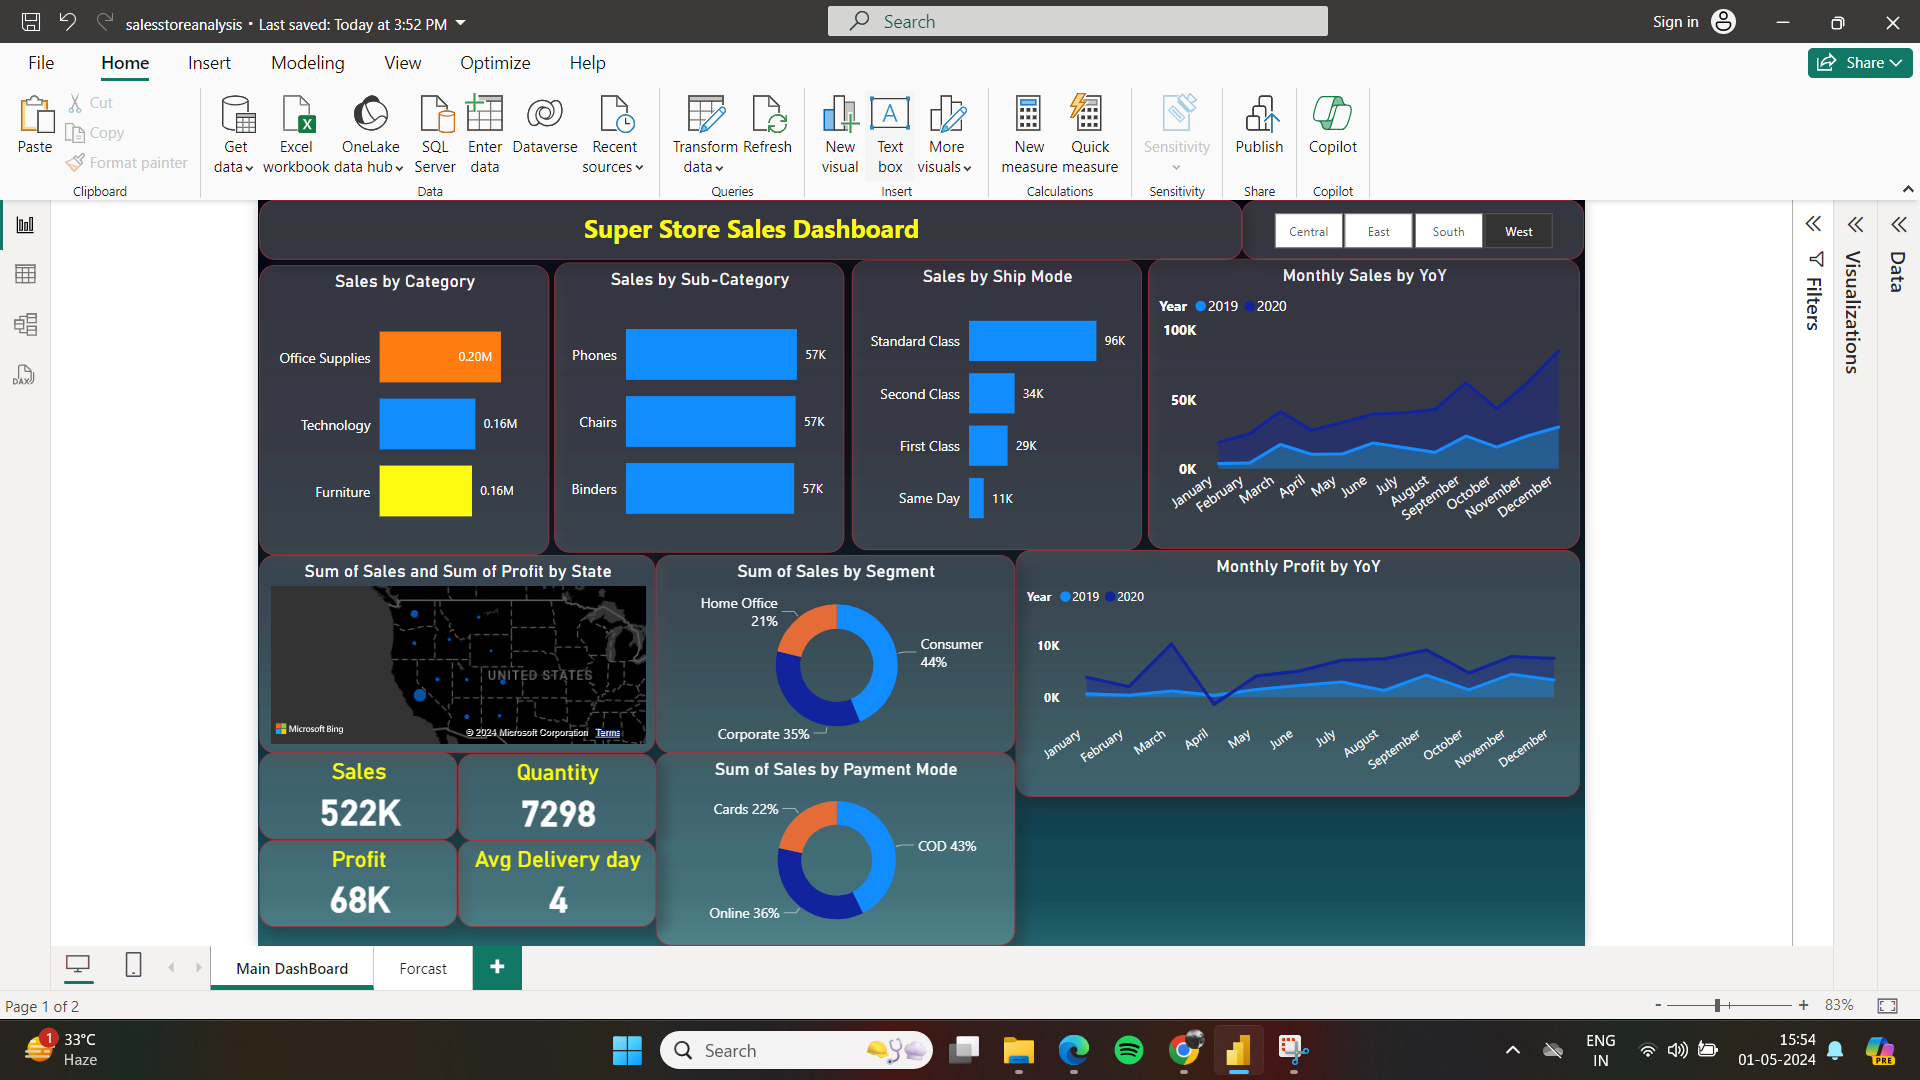 salesstoreanalysis • Last saved: Today at 3:52 PM
Search
Sign in
File
Home
Insert
Modeling
View
Optimize
Help
Share
Paste
Cut
Copy
Format painter
Clipboard
Get data
Excel workbook
OneLake data hub
SQL Server
Enter data
Dataverse
Recent sources
Data
Transform data
Refresh
Queries
New visual
Text box
More visuals
Insert
New measure
Quick measure
Calculations
Sensitivity
Sensitivity
Publish
Share
Copilot
Copilot
DAX
Super Store Sales Dashboard
Central
East
South
West
Filters
Visualizations
Data
Sales by Category
Office Supplies 0.20M
Technology 0.16M
Furniture 0.16M
Sales by Sub-Category
Phones 57K
Chairs 57K
Binders 57K
Sales by Ship Mode
Standard Class 96K
Second Class 34K
First Class 29K
Same Day 11K
Monthly Sales by YoY
Year 2019 2020
100K
50K
0K
January
February
March
April
May
June
July
August
September
October
November
December
Sum of Sales and Sum of Profit by State
UNITED STATES
Microsoft Bing
© 2024 Microsoft Corporation Terms
Sum of Sales by Segment
Home Office
21%
Consumer
44%
Corporate 35%
Monthly Profit by YoY
Year 2019 2020
10K
0K
January
February
March
April
May
June
July
August
September
October
November
December
Sales
522K
Quantity
7298
Profit
68K
Avg Delivery day
4
Sum of Sales by Payment Mode
Cards 22%
COD 43%
Online 36%
Main DashBoard
Forcast
Page 1 of 2
- + 83%
1
33°C
Haze
Search
ENG
IN
15:54
01-05-2024
PRE